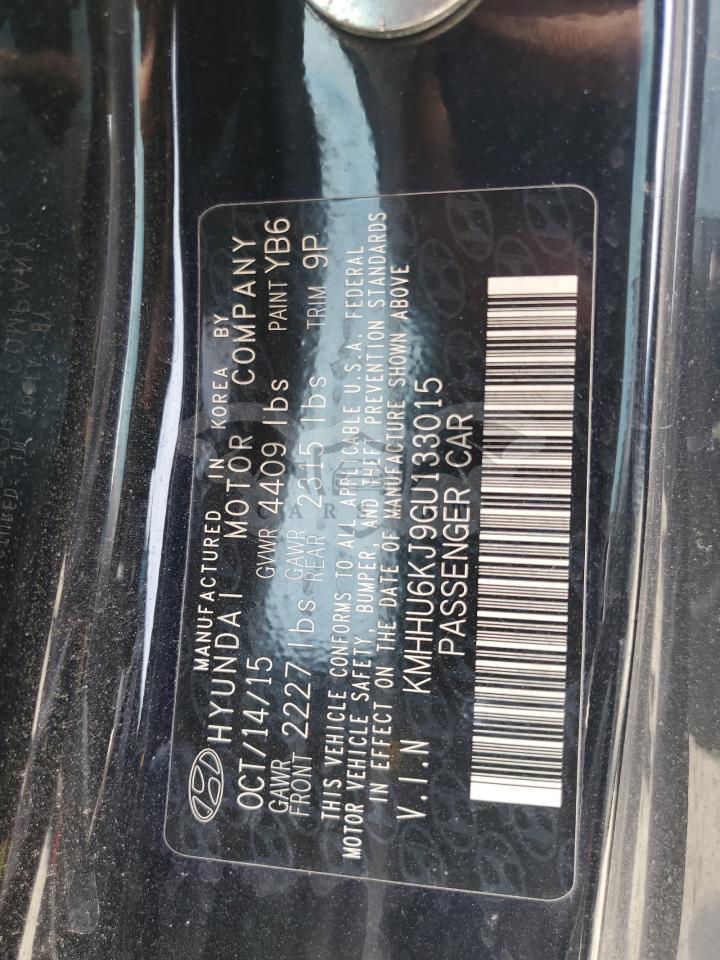 MANUFACTURED IN KOREA BY
HYUNDAI MOTOR COMPANY
OCT/14/15 GVWR 4409 lbs PAINT YB6
GAWR FRONT 2227 lbs GAWR REAR 2315 lbs TRIM 9P
THIS VEHICLE CONFORMS TO ALL APPLICABLE U.S.A. FEDERAL
MOTOR VEHICLE SAFETY, BUMPER, AND THEFT PREVENTION STANDARDS
IN EFFECT ON THE DATE OF MANUFACTURE SHOWN ABOVE
V.I.N KMHHU6KJ9GU133015
PASSENGER CAR
CARS